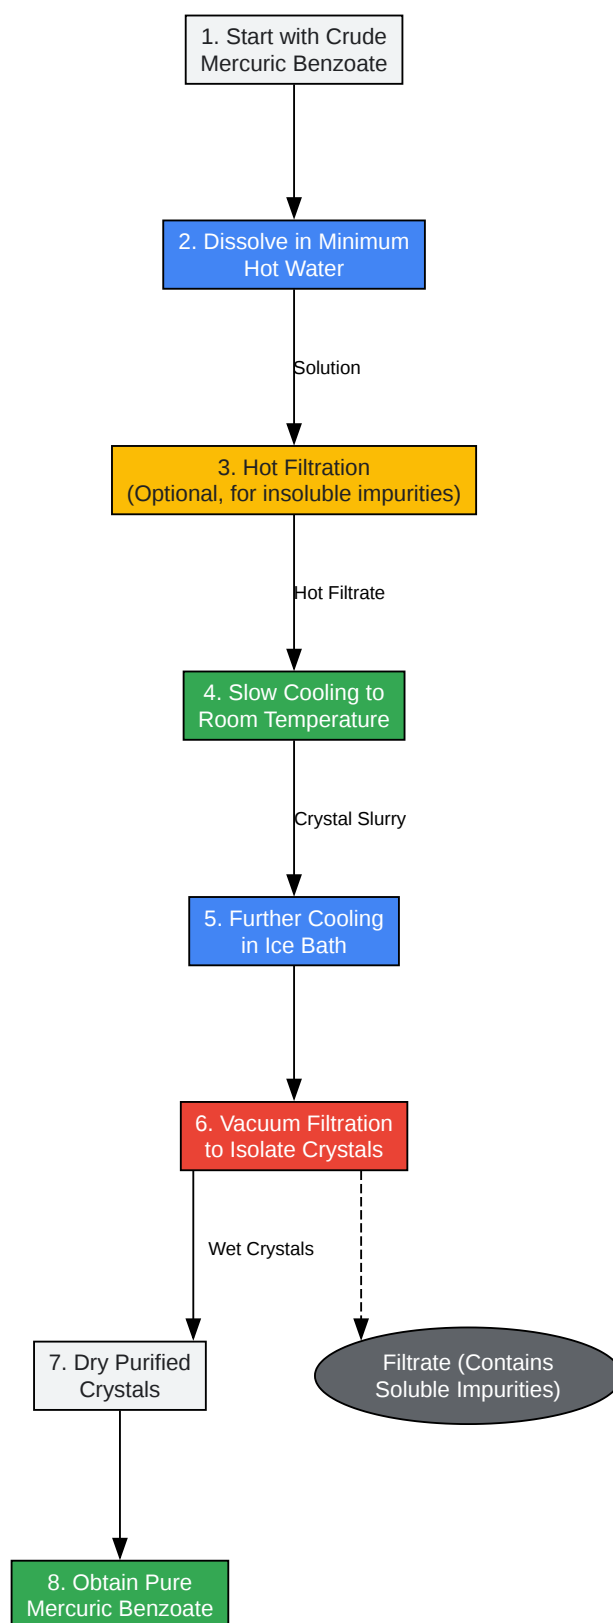 1. Start with Crude
Mercuric Benzoate
2. Dissolve in Minimum
Hot Water
Solution
3. Hot Filtration
(Optional, for insoluble impurities)
Hot Filtrate
4. Slow Cooling to
Room Temperature
Crystal Slurry
5. Further Cooling
in Ice Bath
6. Vacuum Filtration
to Isolate Crystals
Wet Crystals
7. Dry Purified
Crystals
Filtrate (Contains
Soluble Impurities)
8. Obtain Pure
Mercuric Benzoate